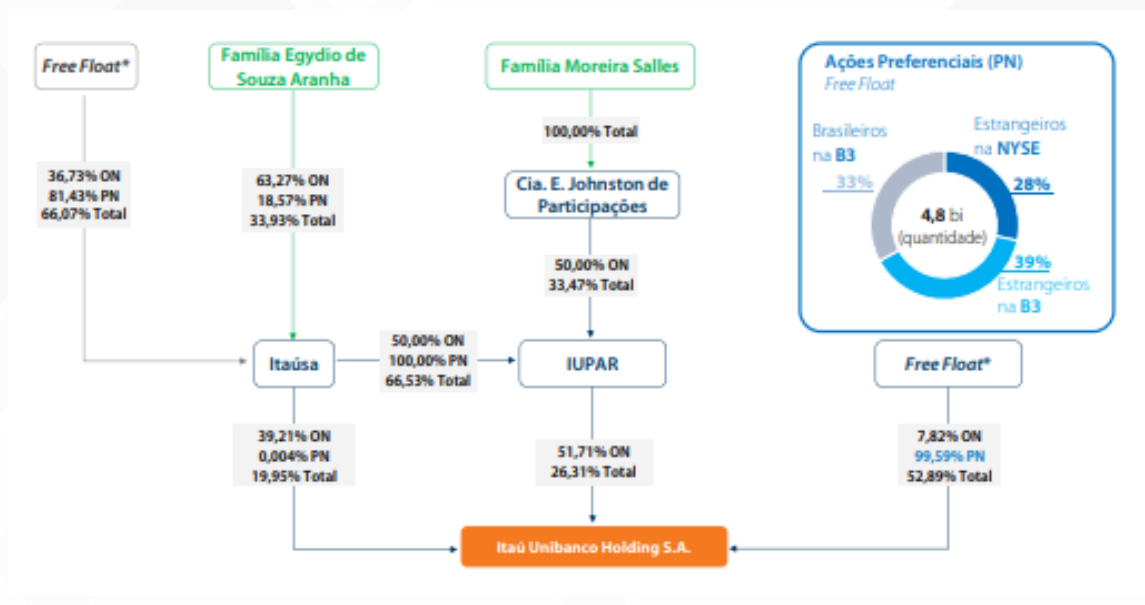 Free Float*
Família Egydio de
Souza Aranha
Família Moreira Salles
Ações Preferenciais (PN)
Free Float
Brasileiros
na B3
33%
Estrangeiros
na NYSE
28%
4,8 bi
(quantidade)
39%
Estrangeiros
na B3
100,00% Total
36,73% ON
81,43% PN
66,07% Total
63,27% ON
18,57% PN
33,93% Total
Cia. E. Johnston de
Participações
50,00% ON
33,47% Total
Itaúsa
50,00% ON
100,00% PN
66,53% Total
IUPAR
Free Float*
39,21% ON
0,004% PN
19,95% Total
51,71% ON
26,31% Total
7,82% ON
99,59% PN
52,89% Total
Itaú Unibanco Holding S.A.